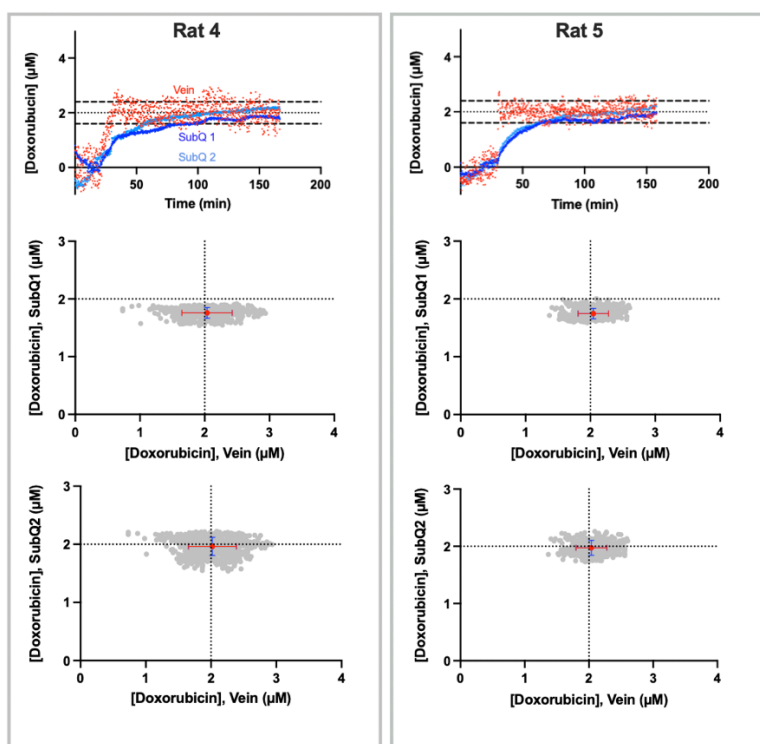 Rat 4
[Doxorubicin] (µM)
4
2
0
Vein
SubQ 1
SubQ 2
50
100
150
200
Time (min)
[Doxorubicin], SubQ1 (µM)
3
2
1
0
0
1
2
3
4
[Doxorubicin], Vein (µM)
[Doxorubicin], SubQ2 (µM)
3
2
1
0
0
1
2
3
4
[Doxorubicin], Vein (µM)
Rat 5
[Doxorubucin] (µM)
4
2
0
50
100
150
200
Time (min)
[Doxorubicin], SubQ1 (µM)
3
2
1
0
0
1
2
3
4
[Doxorubicin], Vein (µM)
[Doxorubicin], SubQ2 (µM)
3
2
1
0
0
1
2
3
4
[Doxorubicin], Vein (µM)